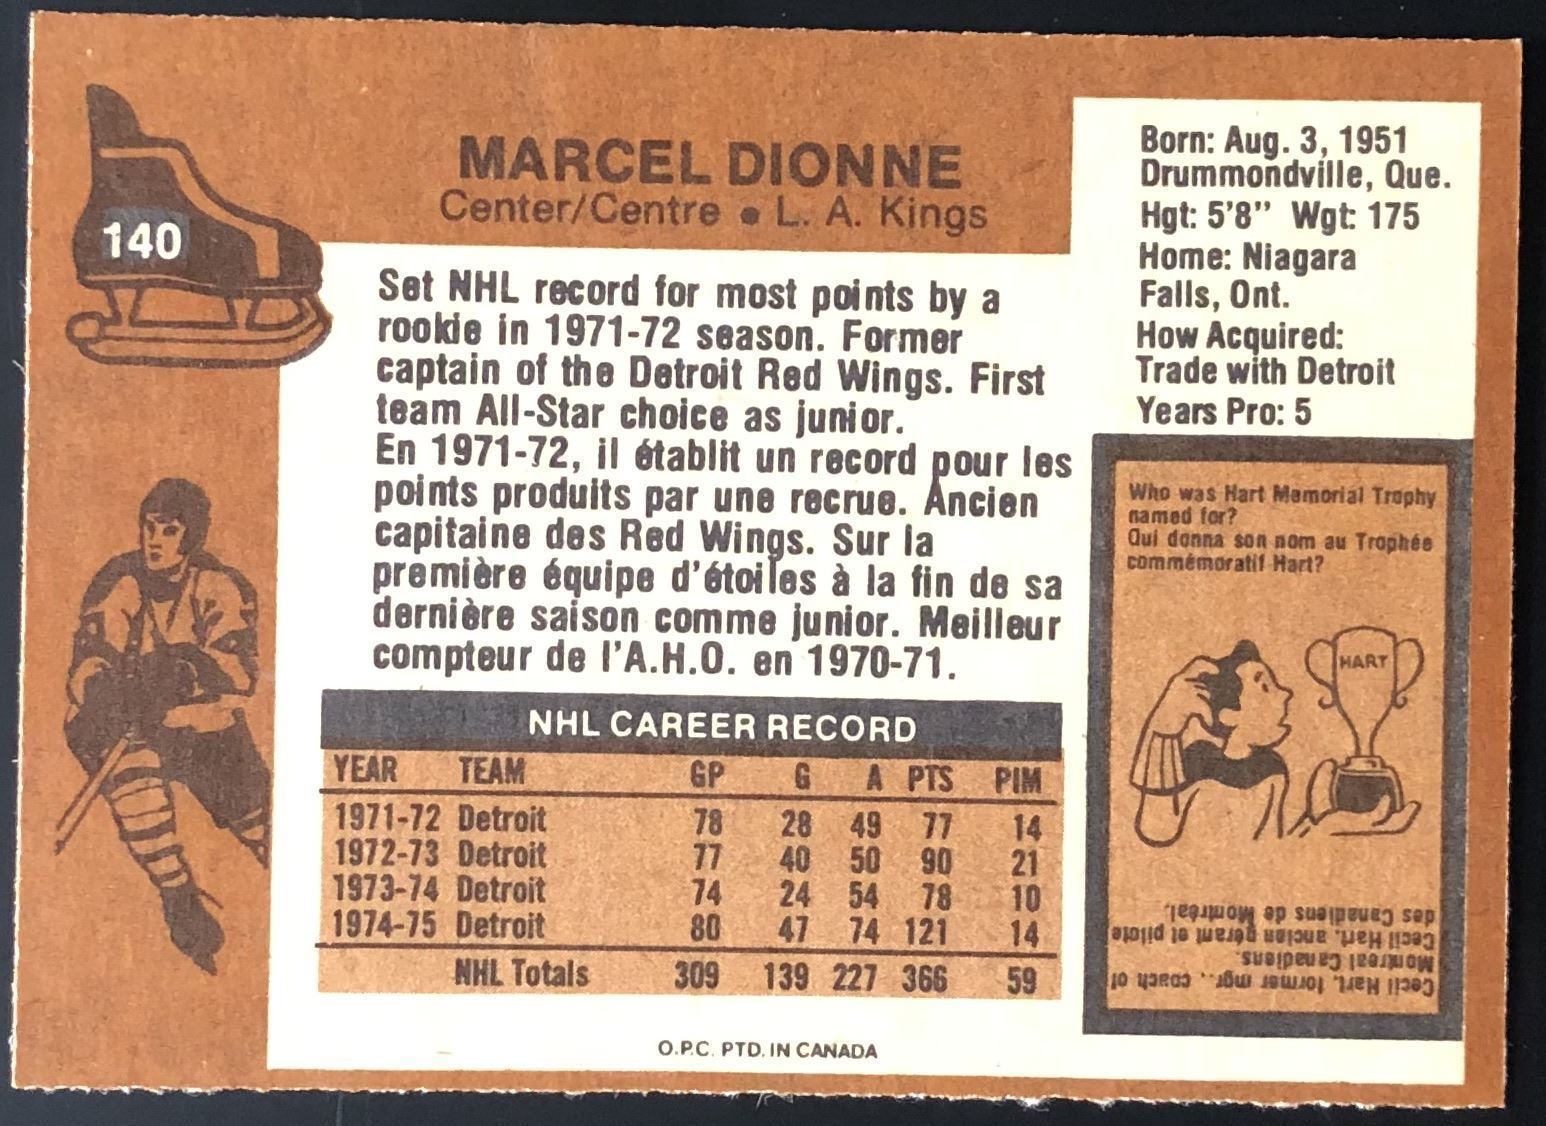 140
MARCEL DIONNE
Center/Centre • L. A. Kings
Born: Aug. 3, 1951
Drummondville, Que.
Hgt: 5'8" Wgt: 175
Home: Niagara
Falls, Ont.
How Acquired:
Trade with Detroit
Years Pro: 5
Set NHL record for most points by a
rookie in 1971-72 season. Former
captain of the Detroit Red Wings. First
team All-Star choice as junior.
En 1971-72, il établit un record pour les
points produits par une recrue. Ancien
capitaine des Red Wings. Sur la
première équipe d'étoiles à la fin de sa
dernière saison comme junior. Meilleur
compteur de l'A.H.O. en 1970-71.
NHL CAREER RECORD
YEAR TEAM GP G A PTS PIM
1971-72 Detroit 78 28 49 77 14
1972-73 Detroit 77 40 50 90 21
1973-74 Detroit 74 24 54 78 10
1974-75 Detroit 80 47 74 121 14
NHL Totals 309 139 227 366 59
O.P.C. PTD. IN CANADA
Who was Hart Memorial Trophy
named for?
Qui donna son nom au Trophée
commémoratif Hart?
HART
Cecil Hart, former mgr., coach of
Montreal Canadiens.
Cecil Hart, ancien gérant et pilote
des Canadiens de Montréal.